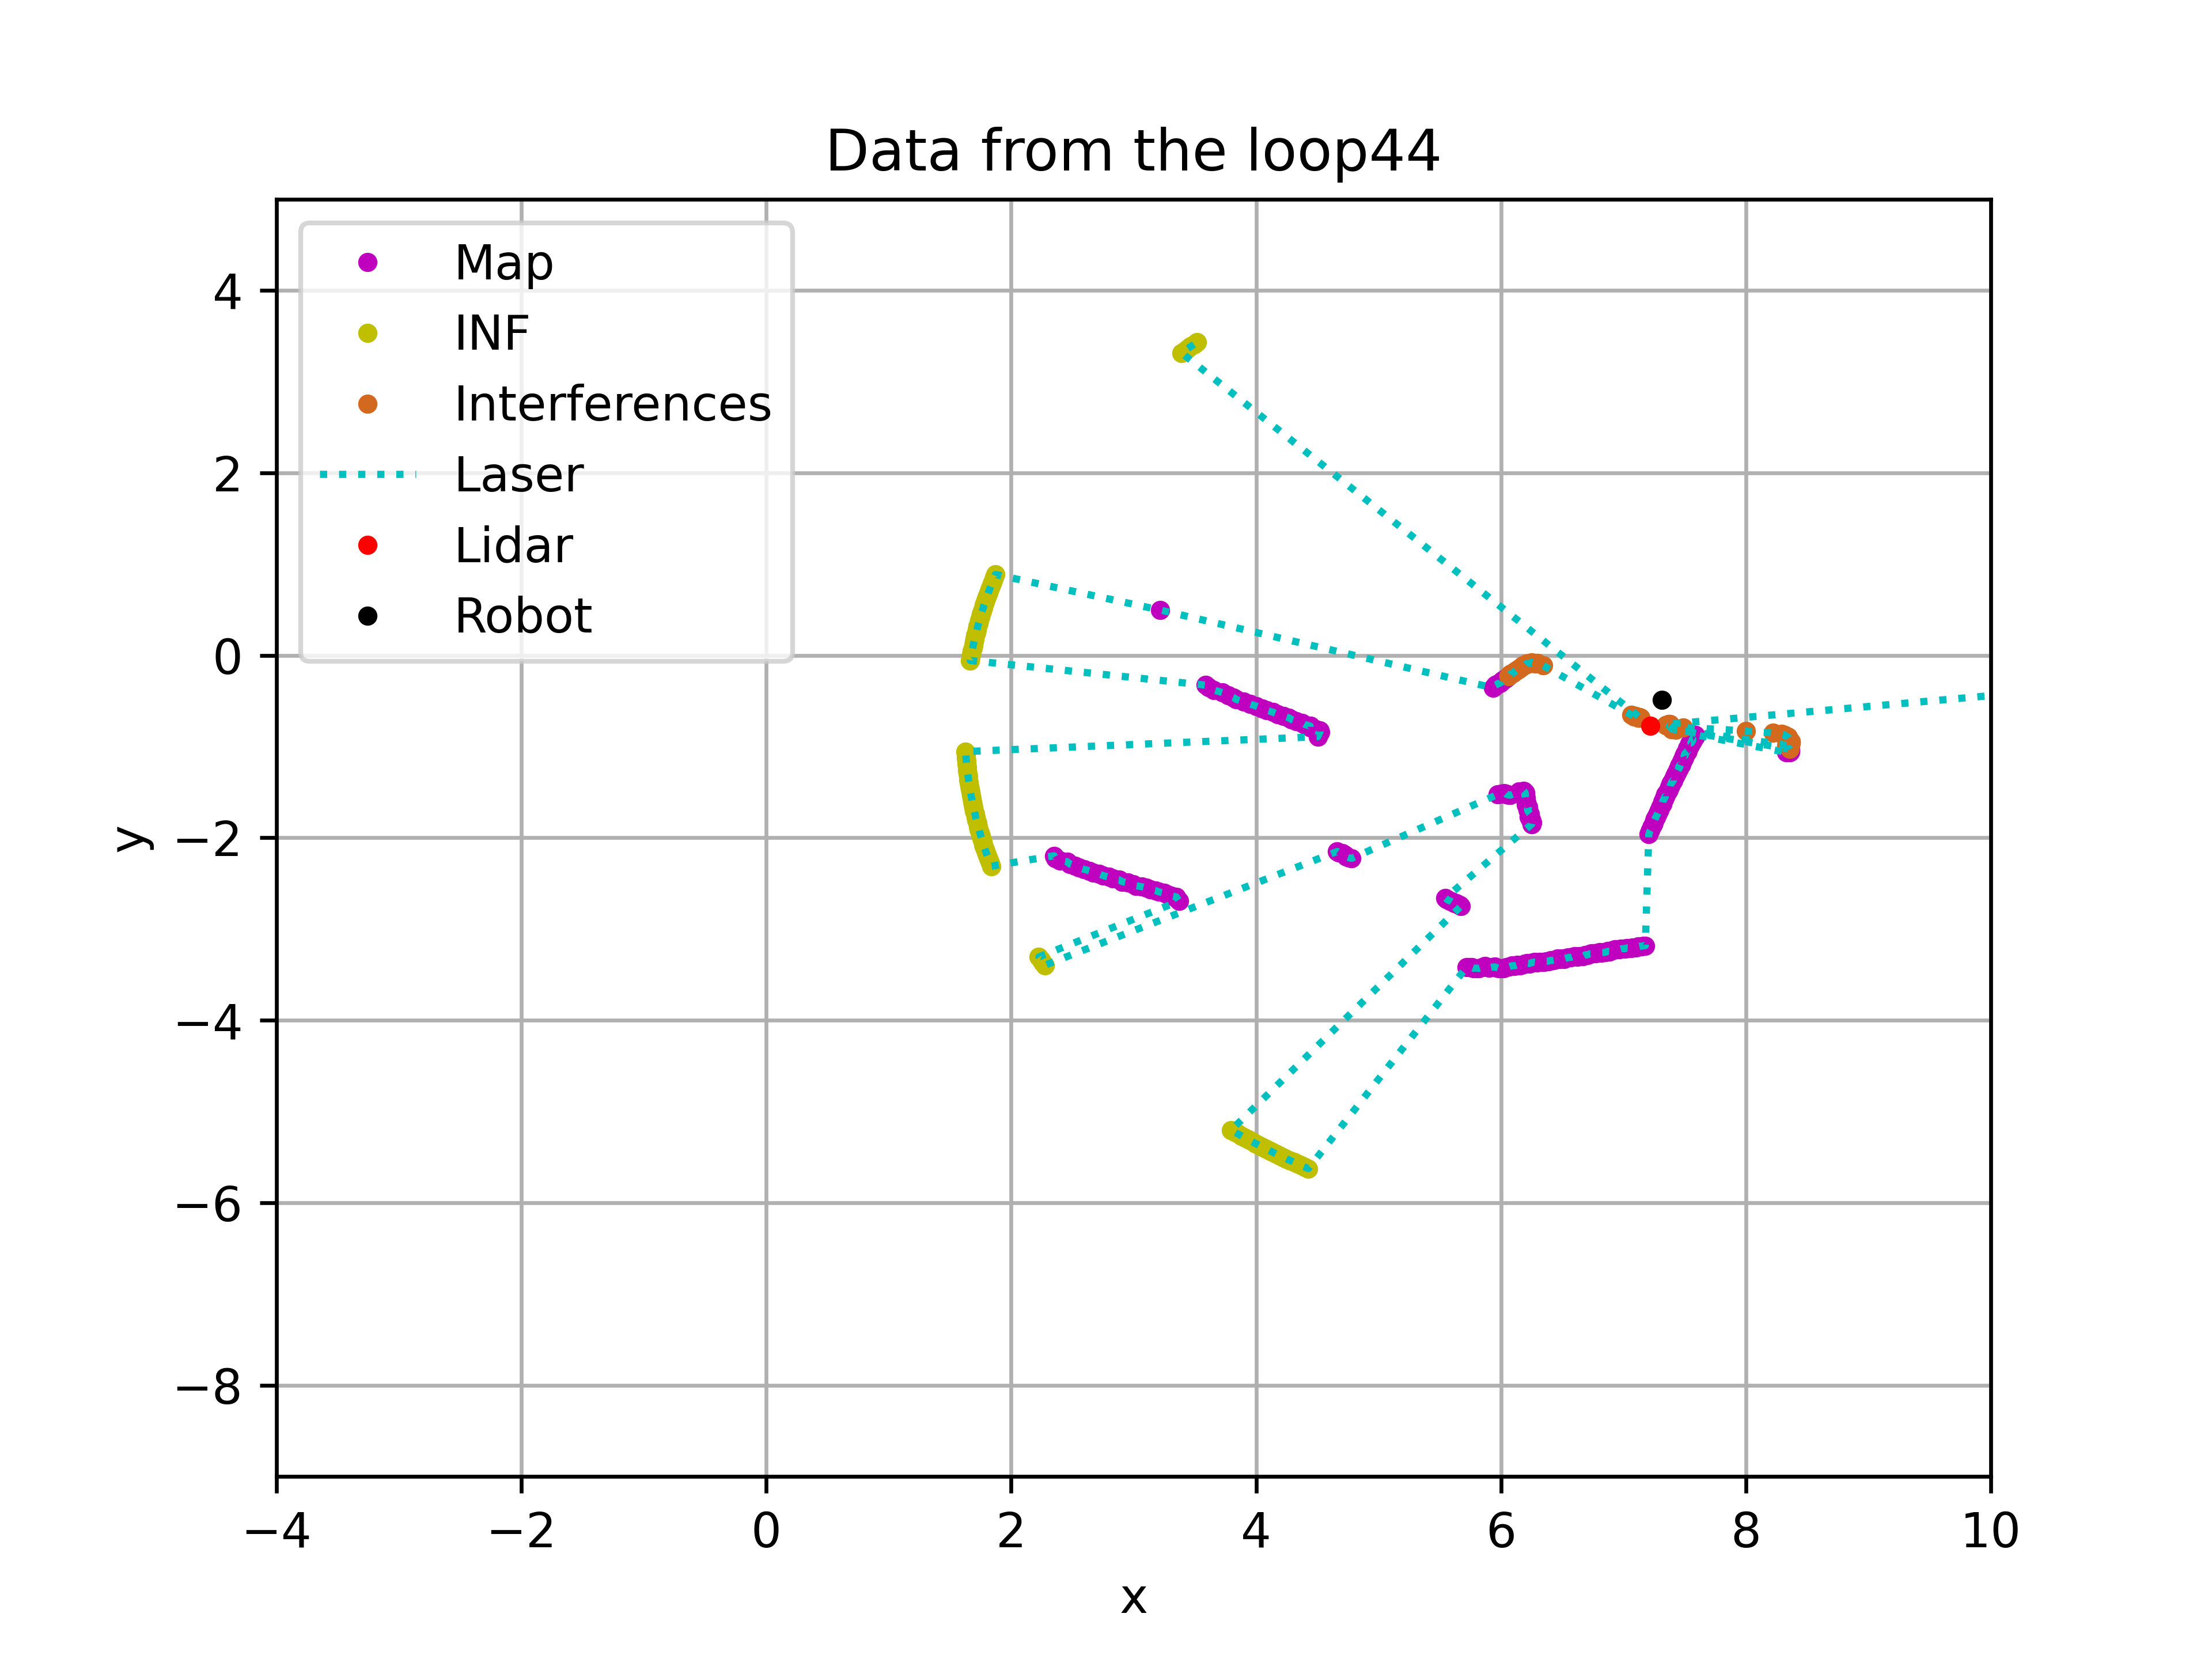 Data from the loop44
Map
INF
Interferences
Laser
Lidar
Robot
4
2
0
−2
−4
−6
−8
y
−4 −2 0 2 4 6 8 10
x